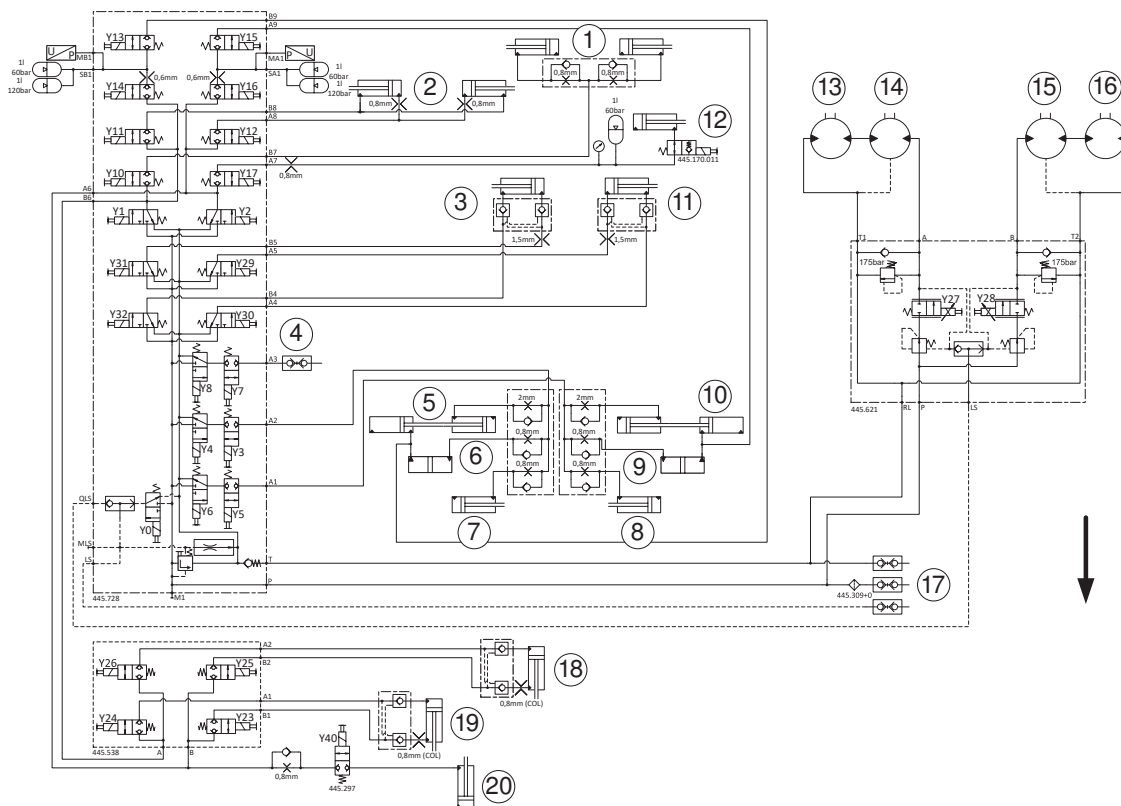 B9
A9
Y13
Y15
U
P
MB1
P
U
MA1
1l
60bar
SB1
1l
120bar
0,6mm
0,6mm
SA1
1l
60bar
1l
120bar
Y14
Y16
1
0,8mm
0,8mm
2
0,8mm
0,8mm
1l
60bar
13
14
15
16
B8
A8
Y11
Y12
12
445.170.011
B7
A7
0,8mm
Y10
Y17
A6
B6
3
11
Y1
Y2
1,5mm
1,5mm
B5
A5
T1
A
B
T2
Y31
Y29
175bar
175bar
B4
A4
Y27
Y28
Y32
Y30
4
A3
Y8
Y7
445.621
RL
P
LS
5
2mm
2mm
10
A2
Y4
Y3
6
0,8mm
0,8mm
9
0,8mm
0,8mm
A1
Y6
Y5
7
8
QLS
Y0
MLS
LS
T
P
17
445.309+0
445.728
M1
A2
B2
Y26
Y25
18
0,8mm (COL)
A1
B1
Y24
Y23
19
0,8mm (COL)
445.538
A
B
Y40
0,8mm
445.297
20